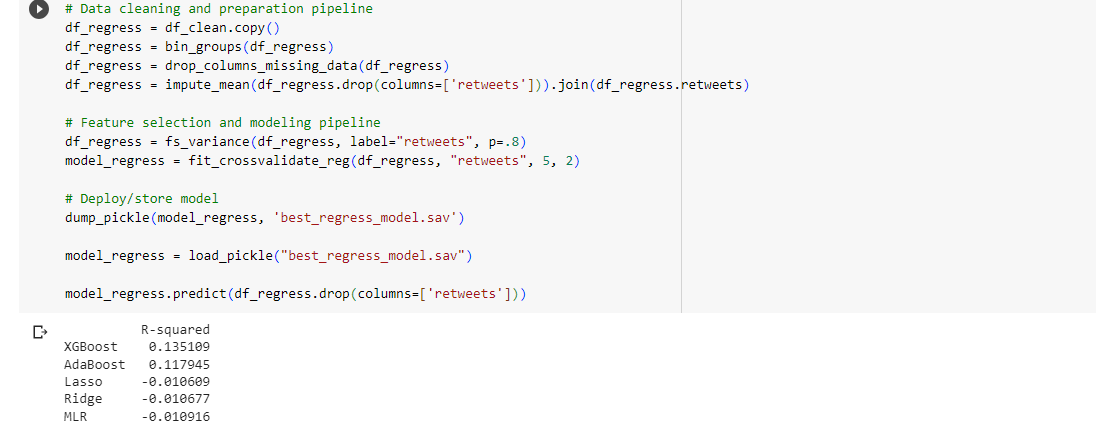 # Data cleaning and preparation pipeline
df_regress = df_clean.copy()
df_regress = bin_groups(df_regress)
df_regress = drop_columns_missing_data(df_regress)
df_regress = impute_mean(df_regress.drop(columns=['retweets'])).join(df_regress.retweets)
# Feature selection and modeling pipeline
df_regress = fs_variance(df_regress, label="retweets", p=.8)
model_regress = fit_crossvalidate_reg(df_regress, "retweets", 5, 2)
# Deploy/store model
dump_pickle(model_regress, 'best_regress_model.sav')
model_regress = load_pickle("best_regress_model.sav")
model_regress.predict(df_regress.drop(columns=['retweets']))
R-squared
XGBoost 0.135109
AdaBoost 0.117945
Lasso -0.010609
Ridge -0.010677
MLR -0.010916